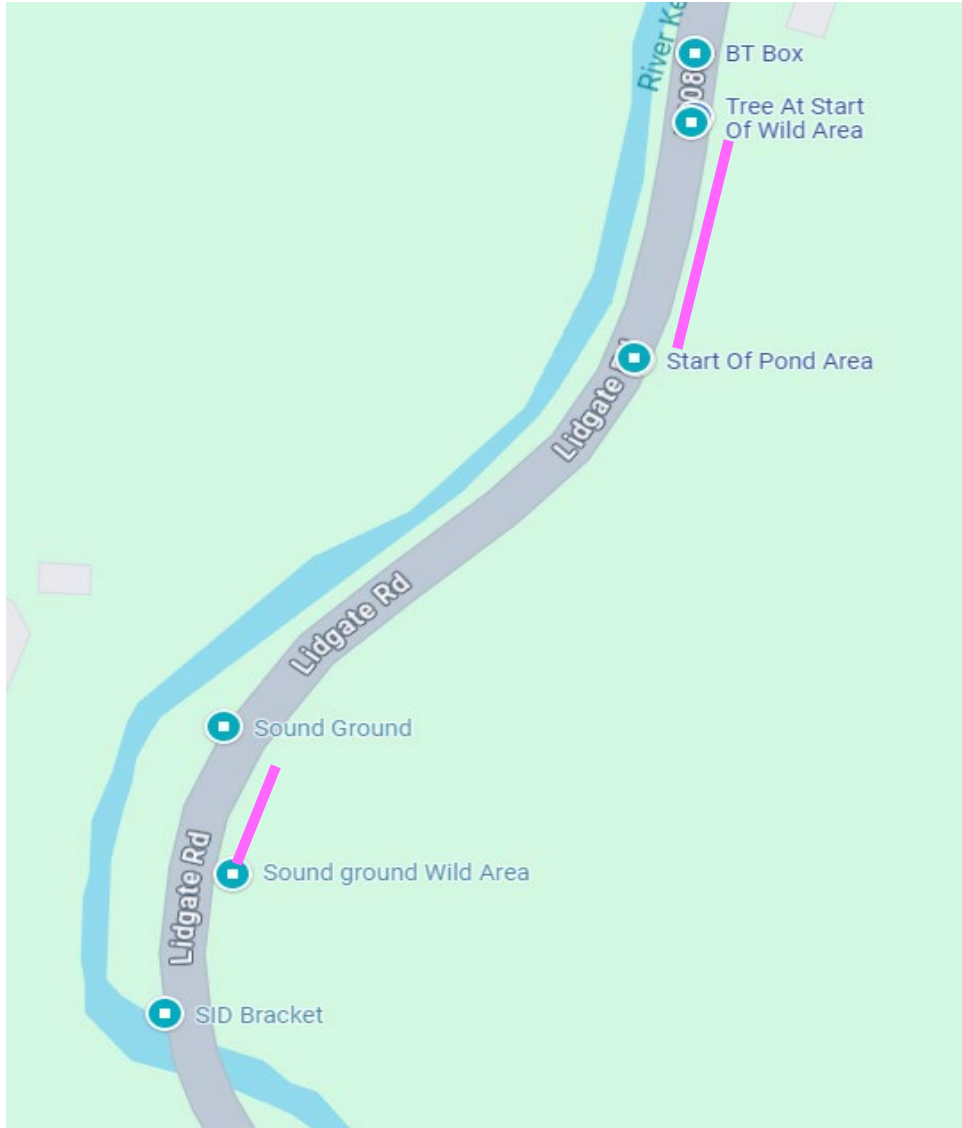 River Ke
BT Box
Tree At Start
Of Wild Area
Start Of Pond Area
Lidgate
Lidgate Rd
Sound Ground
Sound ground Wild Area
Lidgate Rd
SID Bracket